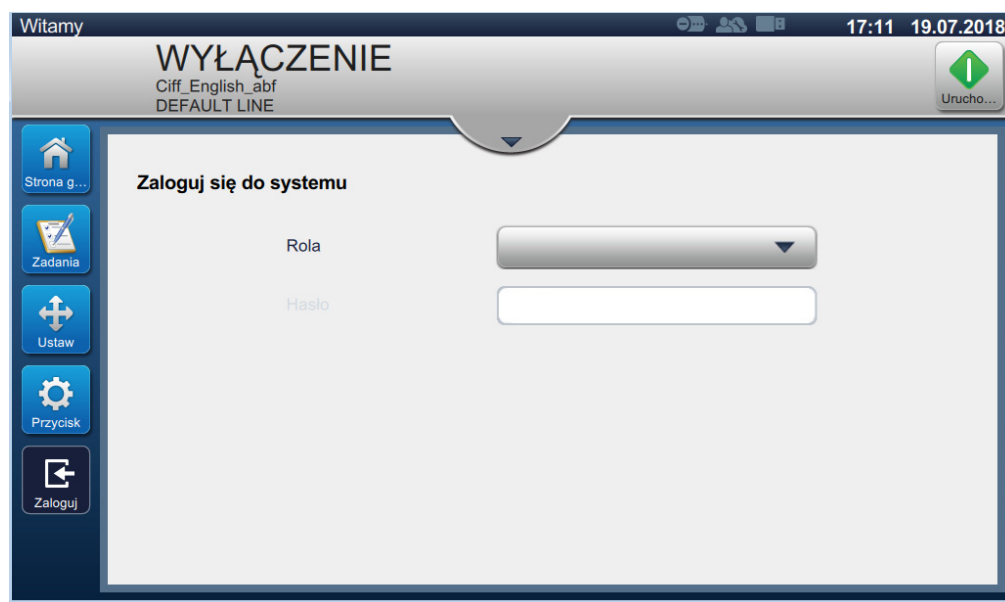 Witamy
17:11 19.07.2018
WYŁĄCZENIE
Ciff_English_abf
DEFAULT LINE
Urucho...
Strona g...
Zaloguj się do systemu
Rola
Zadania
Hasło
Ustaw
Przycisk
Zaloguj